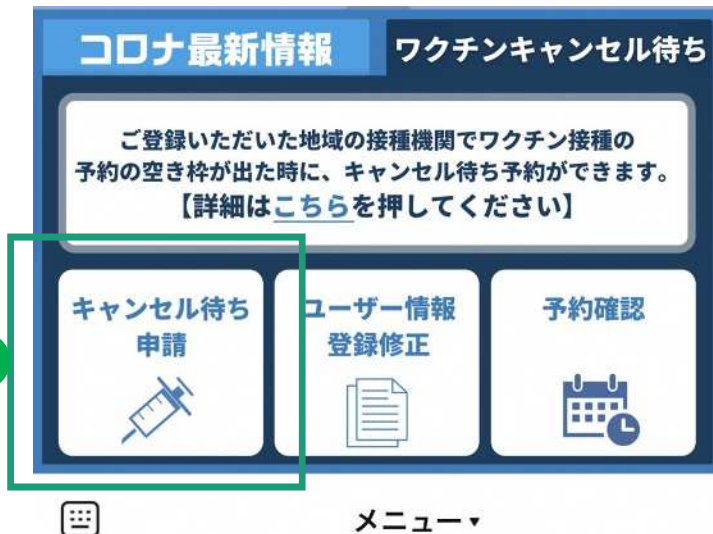 コロナ最新情報
ワクチンキャンセル待ち
ご登録いただいた地域の接種機関でワクチン接種の
予約の空き枠が出た時に、キャンセル待ち予約ができます。
【詳細はこちらを押してください】
キャンセル待ち
申請
ユーザー情報
登録修正
予約確認
メニュー▼